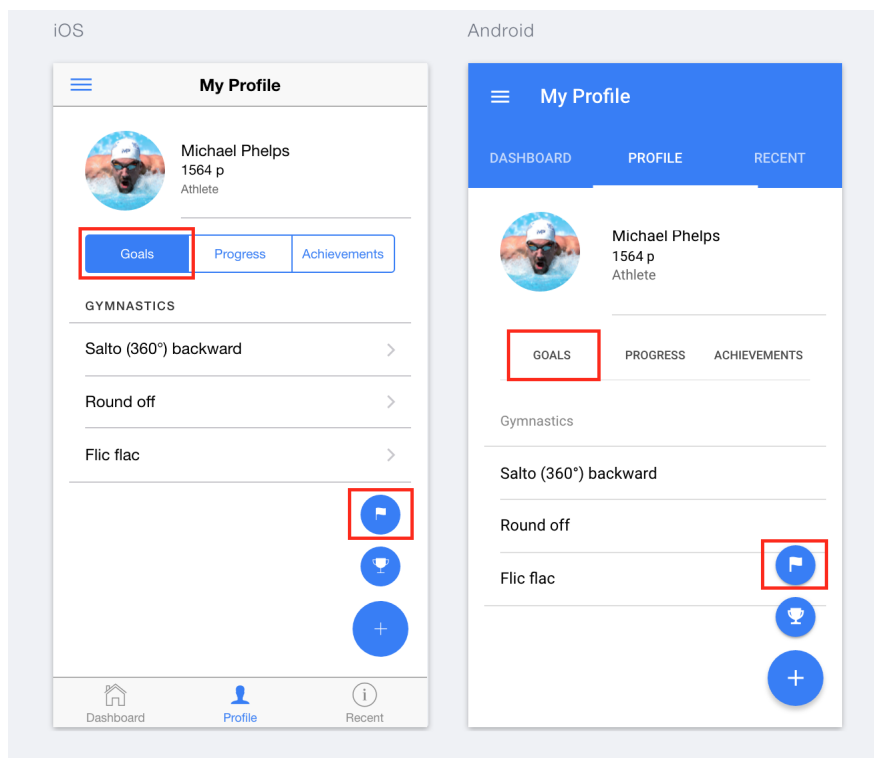 iOS
My Profile
Michael Phelps
1564 p
Athlete
Goals Progress Achievements
GYMNASTICS
Salto (360°) backward
Round off
Flic flac
Dashboard Profile Recent
Android
My Profile
DASHBOARD PROFILE RECENT
Michael Phelps
1564 p
Athlete
GOALS PROGRESS ACHIEVEMENTS
Gymnastics
Salto (360°) backward
Round off
Flic flac